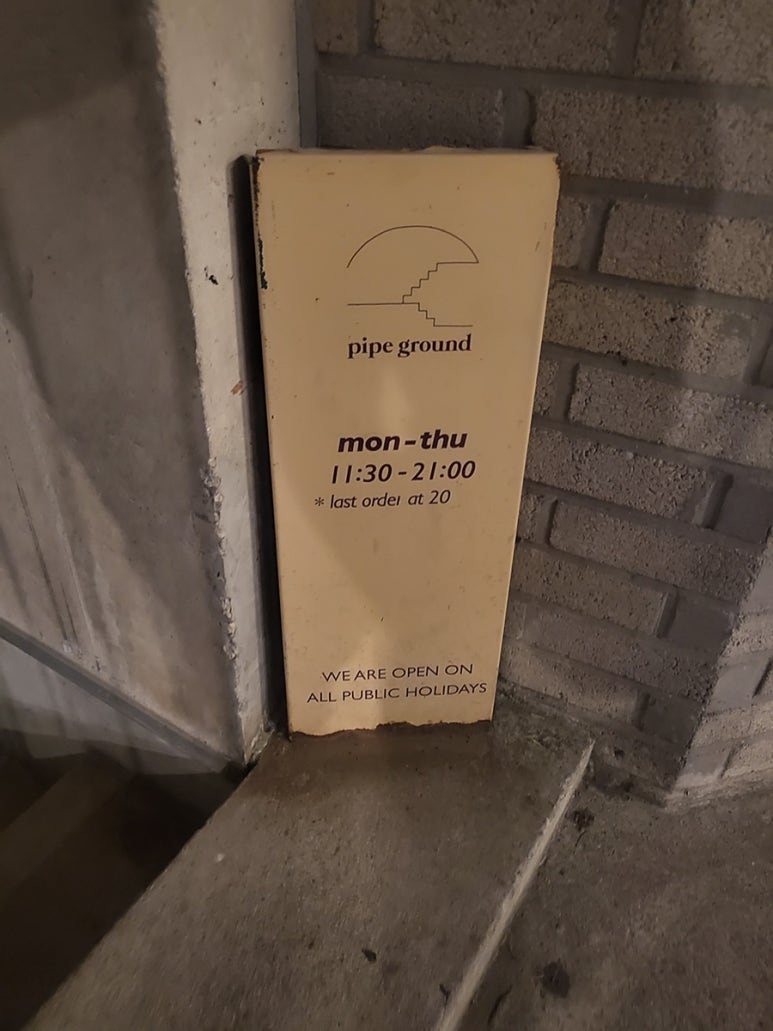 pipe ground
mon-thu
11:30-21:00
* last order at 20
WE ARE OPEN ON
ALL PUBLIC HOLIDAYS